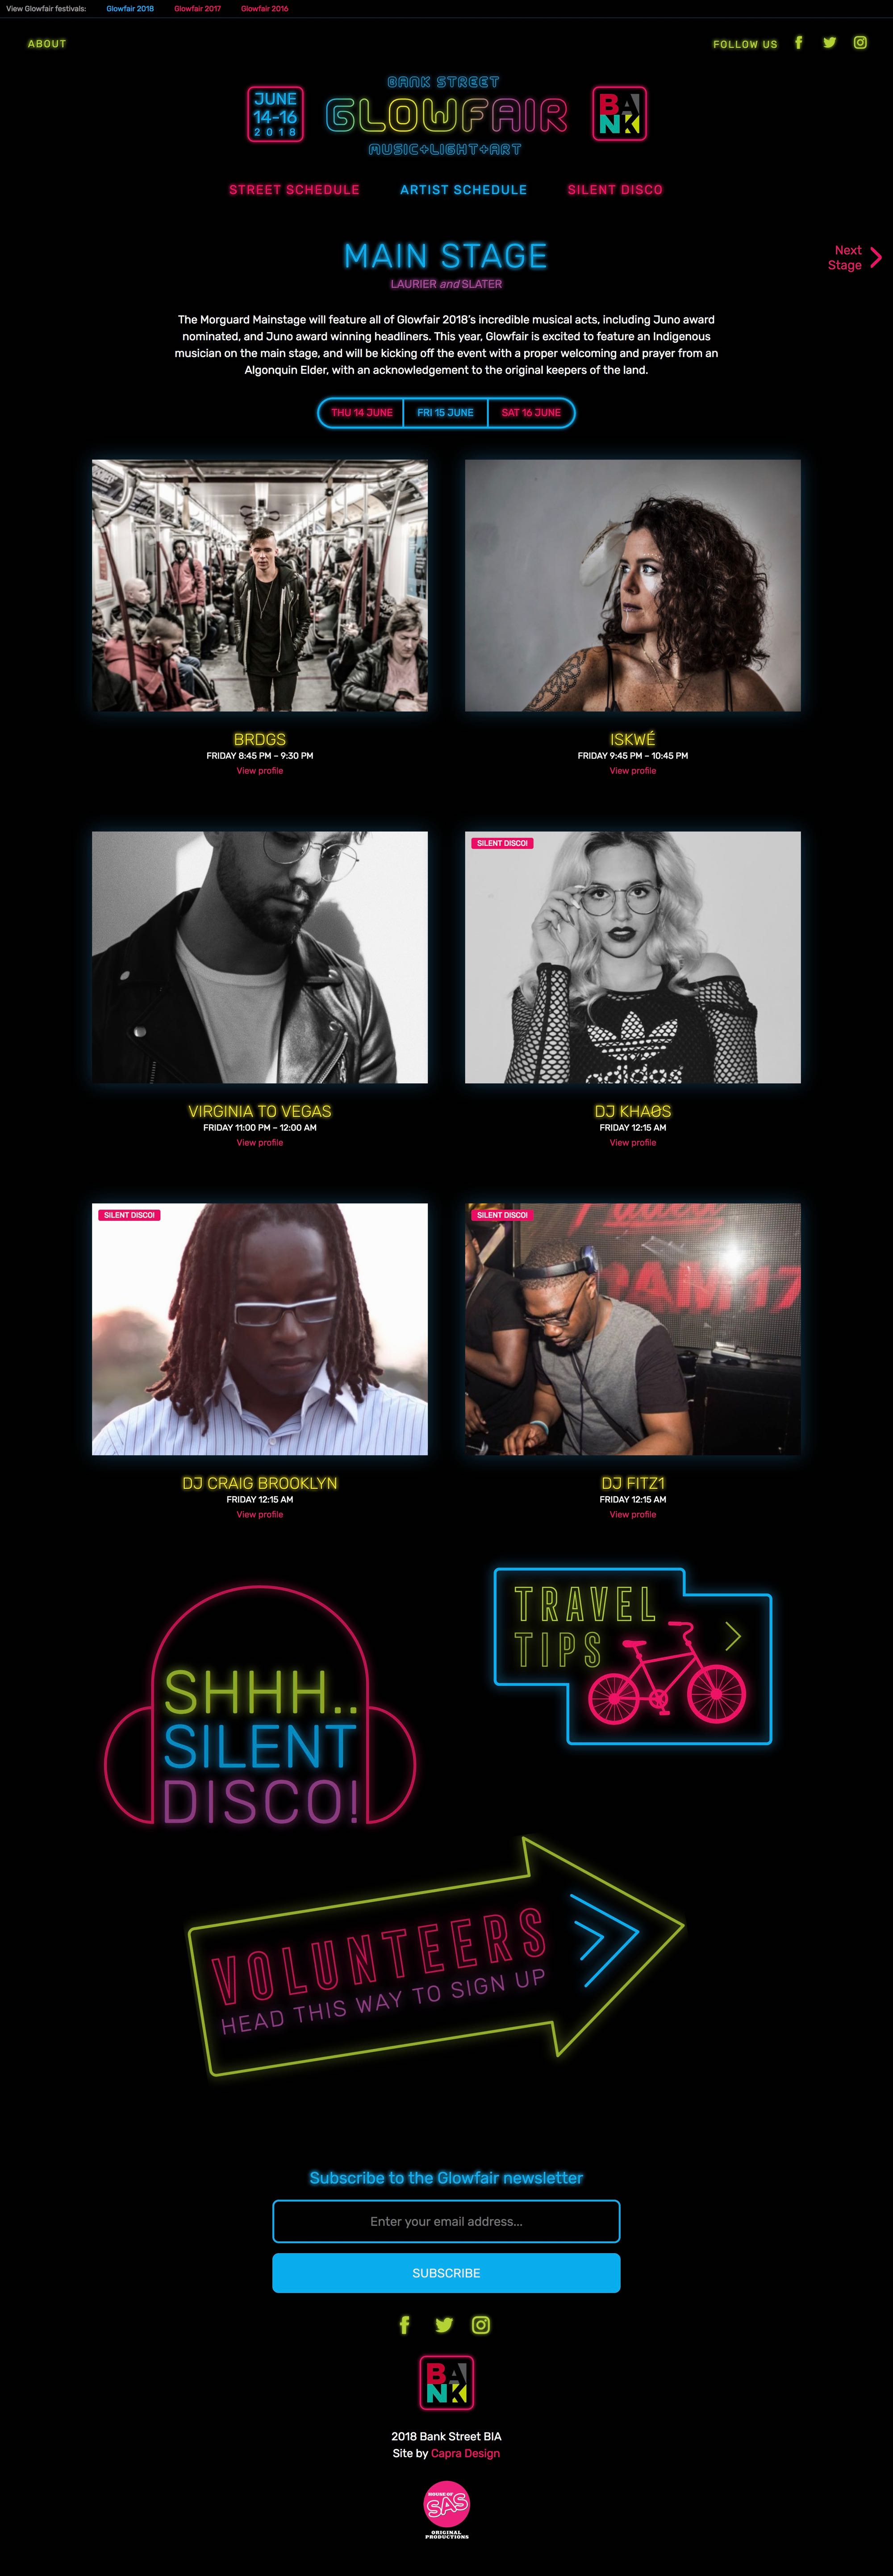 View Glowfair festivals: Glowfair 2018 Glowfair 2017 Glowfair 2016
ABOUT
FOLLOW US
JUNE
14-16
2018
BANK STREET
GLOWFAIR
MUSIC+LIGHT+ART
BA
NK
STREET SCHEDULE ARTIST SCHEDULE SILENT DISCO
MAIN STAGE
LAURIER and SLATER
Next
Stage
The Morguard Mainstage will feature all of Glowfair 2018's incredible musical acts, including Juno award
nominated, and Juno award winning headliners. This year, Glowfair is excited to feature an Indigenous
musician on the main stage, and will be kicking off the event with a proper welcoming and prayer from an
Algonquin Elder, with an acknowledgement to the original keepers of the land.
THU 14 JUNE FRI 15 JUNE SAT 16 JUNE
BRDGS
FRIDAY 8:45 PM – 9:30 PM
View profile
ISKWÉ
FRIDAY 9:45 PM – 10:45 PM
View profile
VIRGINIA TO VEGAS
FRIDAY 11:00 PM – 12:00 AM
View profile
SILENT DISCO!
adidas
DJ KHAØS
FRIDAY 12:15 AM
View profile
SILENT DISCO!
DJ CRAIG BROOKLYN
FRIDAY 12:15 AM
View profile
SILENT DISCO!
DJ FITZ1
FRIDAY 12:15 AM
View profile
SHHH..
SILENT
DISCO!
TRAVEL
TIPS
VOLUNTEERS
HEAD THIS WAY TO SIGN UP
Subscribe to the Glowfair newsletter
Enter your email address...
SUBSCRIBE
BA
NK
2018 Bank Street BIA
Site by Capra Design
HOUSE OF
SAS
ORIGINAL
PRODUCTIONS